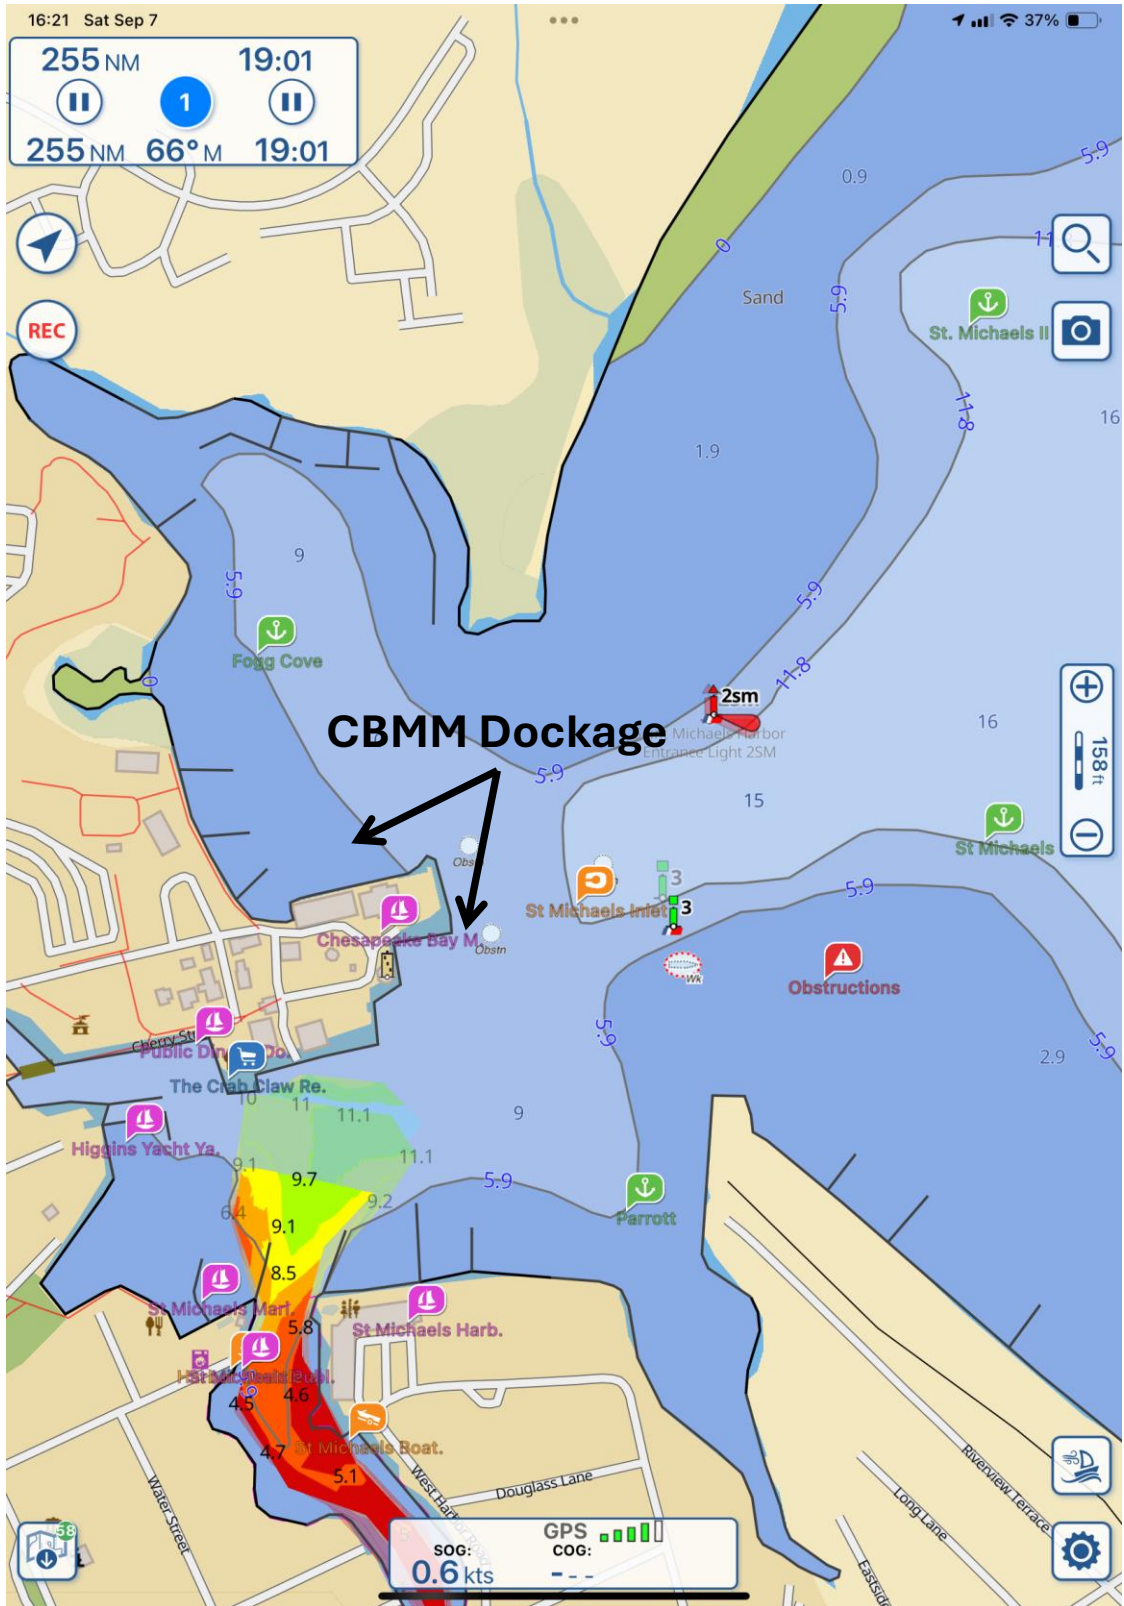 16:21 Sat Sep 7
37%
255 NM 19:01
1
255 NM 66° M 19:01
REC
5.9
0.9
0
11
Sand
5.9
St. Michaels II
11.8
16
1.9
9
5.9
5.9
Fogg Cove
0
11.8
2sm
CBMM Dockage
Michaels Harbor
Entrance Light 2SM
16
5.9
158 ft
15
St Michaels
Obstn
5.9
3
St Michaels Inlet
3
Chesapeake Bay M.
Obstn
Wk
Obstructions
5.9
5.9
2.9
Cherry St
Public Din Do.
The Crab Claw Re.
10
11
11.1
9
Higgins Yacht Ya.
9.1
11.1
9.7
5.9
6.4
9.2
9.1
Parrott
8.5
St Michaels Mari.
5.8
St Michaels Harb.
St Michaels Publ.
4.5
4.6
4.7
St Michaels Boat.
5.1
Water Street
West Harbor Road
Douglass Lane
Riverview Terrace
Long Lane
Eastside
58
GPS
SOG: COG:
0.6 kts ---